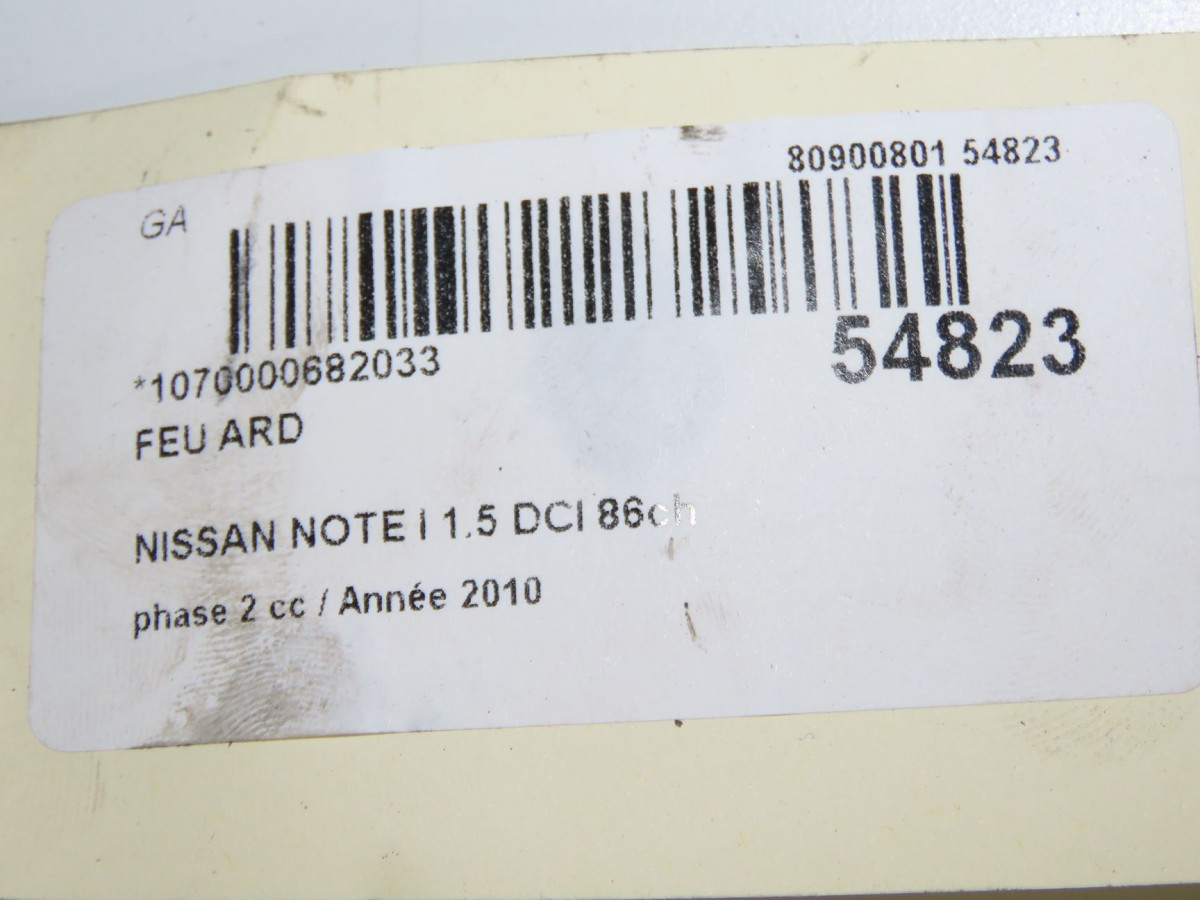 80900801 54823
GA
54823
*1070000682033
FEU ARD
NISSAN NOTE I 1.5 DCI 86ch
phase 2 cc / Année 2010